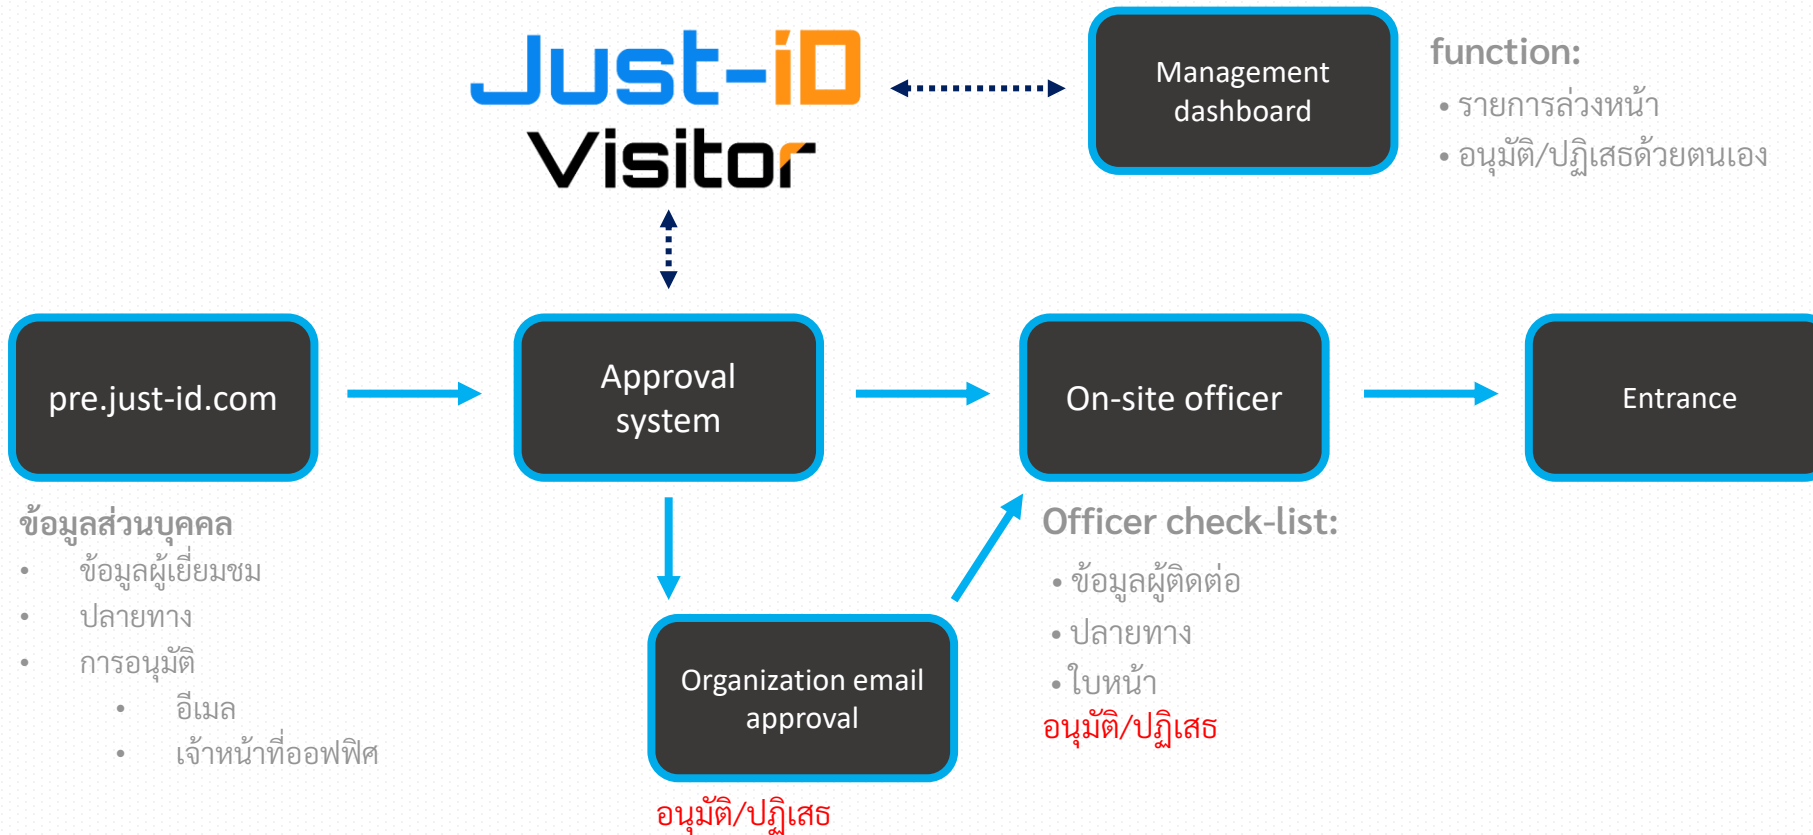 Just-iD
Visitor
Management
dashboard
function:
• รายการล่วงหน้า
• อนุมัติ/ปฏิเสธด้วยตนเอง
pre.just-id.com
Approval
system
On-site officer
Entrance
ข้อมูลส่วนบุคคล
• ข้อมูลผู้เยี่ยมชม
• ปลายทาง
• การอนุมัติ
• อีเมล
• เจ้าหน้าที่ออฟฟิศ
Organization email
approval
อนุมัติ/ปฏิเสธ
Officer check-list:
• ข้อมูลผู้ติดต่อ
• ปลายทาง
• ใบหน้า
อนุมัติ/ปฏิเสธ